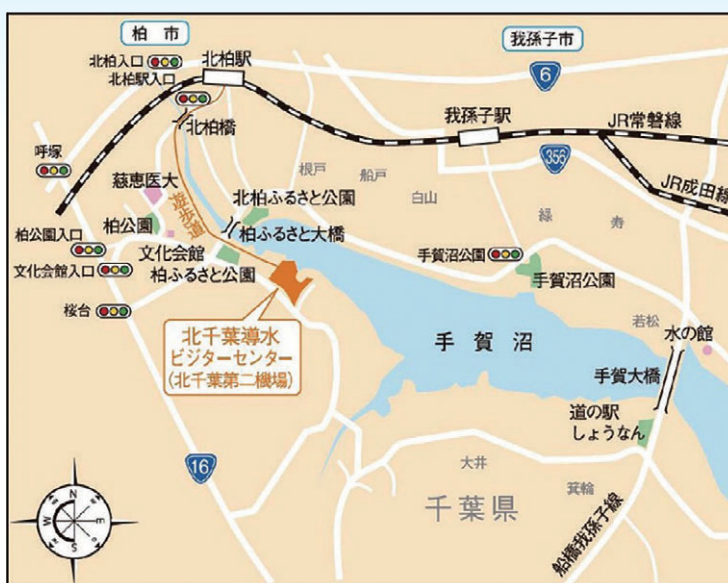 柏市
我孫子市
北柏入口
北柏駅
6
北柏駅入口
北柏橋
我孫子駅
JR常磐線
呼塚
356
JR成田線
慈恵医大
根戸
船戸
白山
遊歩道
北柏ふるさと公園
緑
寿
柏公園
柏ふるさと大橋
柏公園入口
文化会館
手賀沼公園
文化会館入口
柏ふるさと公園
手賀沼公園
桜台
若松
北千葉導水
ビジターセンター
(北千葉第二機場)
手賀沼
水の館
手賀大橋
道の駅
しょうなん
16
大井
箕輪
千葉県
船橋我孫子線
N
W
E
S